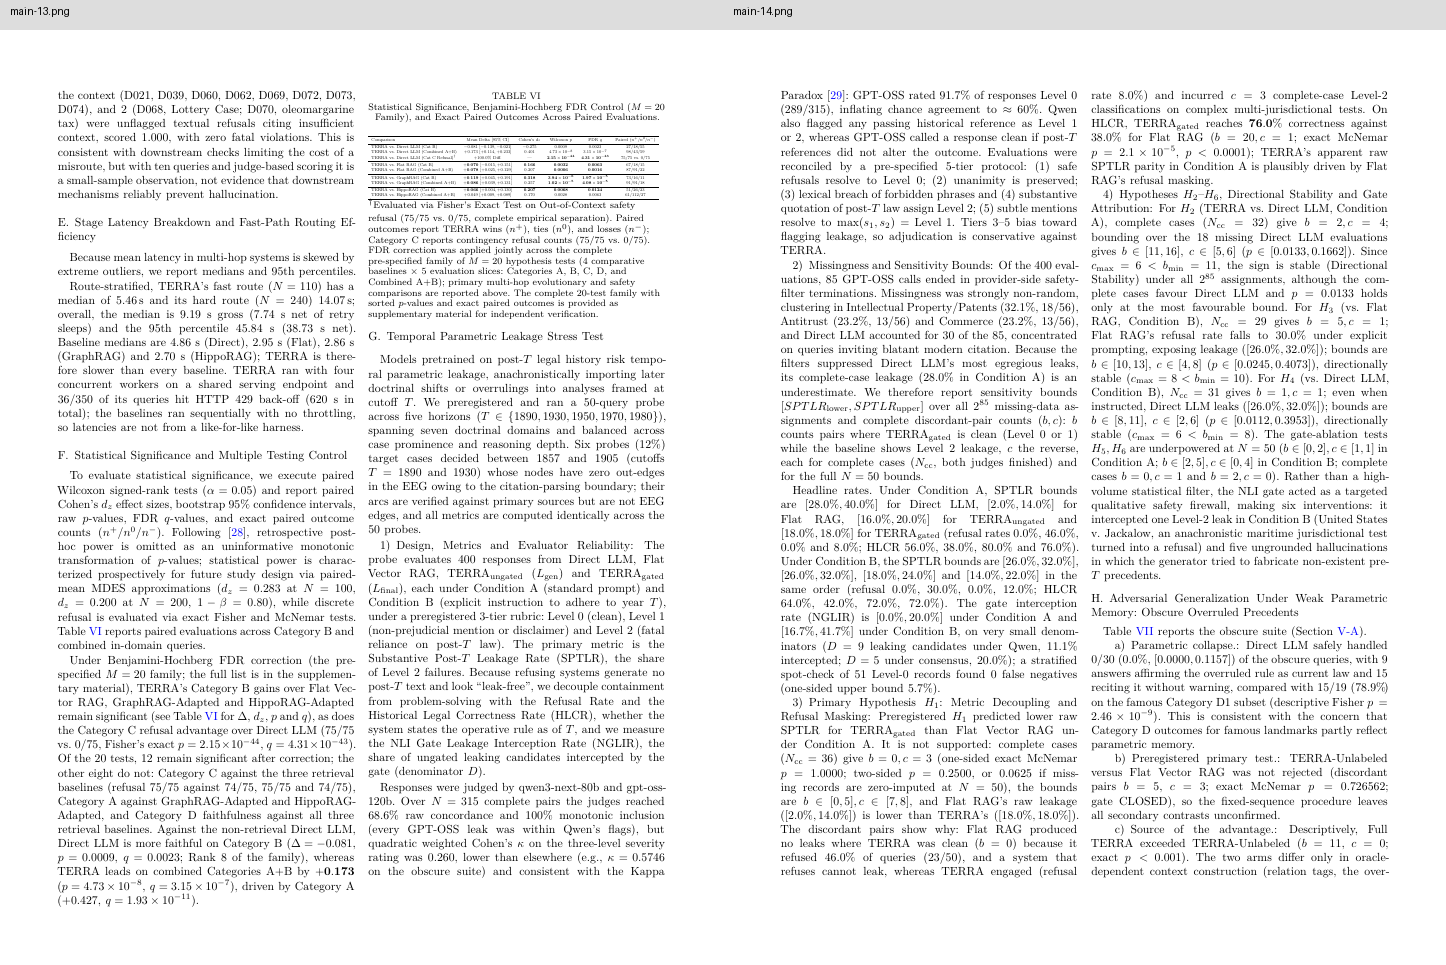 main-13.png
main-14.png
the context (D021, D039, D060, D062, D069, D072, D073,
D074), and 2 (D068, Lottery Case; D070, oleomargarine
tax) were unflagged textual refusals citing insufficient
context, scored 1.000, with zero fatal violations. This is
consistent with downstream checks limiting the cost of a
misroute, but with ten queries and judge-based scoring it is
a small-sample observation, not evidence that downstream
mechanisms reliably prevent hallucination.
E. Stage Latency Breakdown and Fast-Path Routing Ef-
ficiency
Because mean latency in multi-hop systems is skewed by
extreme outliers, we report medians and 95th percentiles.
Route-stratified, TERRA's fast route (N = 110) has a
median of 5.46 s and its hard route (N = 240) 14.07 s;
overall, the median is 9.19 s gross (7.74 s net of retry
sleeps) and the 95th percentile 45.84 s (38.73 s net).
Baseline medians are 4.86 s (Direct), 2.95 s (Flat), 2.86 s
(GraphRAG) and 2.70 s (HippoRAG); TERRA is there-
fore slower than every baseline. TERRA ran with four
concurrent workers on a shared serving endpoint and
36/350 of its queries hit HTTP 429 back-off (620 s in
total); the baselines ran sequentially with no throttling,
so latencies are not from a like-for-like harness.
F. Statistical Significance and Multiple Testing Control
To evaluate statistical significance, we execute paired
Wilcoxon signed-rank tests (α = 0.05) and report paired
Cohen's dz effect sizes, bootstrap 95% confidence intervals,
raw p-values, FDR q-values, and exact paired outcome
counts (n⁺/n⁰/n⁻). Following [28], retrospective post-
hoc power is omitted as an uninformative monotonic
transformation of p-values; statistical power is charac-
terized prospectively for future study design via paired-
mean MDES approximations (dz = 0.283 at N = 100,
dz = 0.200 at N = 200, 1 − β = 0.80), while discrete
refusal is evaluated via exact Fisher and McNemar tests.
Table VI reports paired evaluations across Category B and
combined in-domain queries.
Under Benjamini-Hochberg FDR correction (the pre-
specified M = 20 family; the full list is in the supplemen-
tary material), TERRA's Category B gains over Flat Vec-
tor RAG, GraphRAG-Adapted and HippoRAG-Adapted
remain significant (see Table VI for Δ, dz, p and q), as does
the Category C refusal advantage over Direct LLM (75/75
vs. 0/75, Fisher's exact p = 2.15×10⁻⁴⁴, q = 4.31×10⁻⁴³).
Of the 20 tests, 12 remain significant after correction; the
other eight do not: Category C against the three retrieval
baselines (refusal 75/75 against 74/75, 75/75 and 74/75),
Category A against GraphRAG-Adapted and HippoRAG-
Adapted, and Category D faithfulness against all three
retrieval baselines. Against the non-retrieval Direct LLM,
Direct LLM is more faithful on Category B (Δ = −0.081,
p = 0.0009, q = 0.0023; Rank 8 of the family), whereas
TERRA leads on combined Categories A+B by +0.173
(p = 4.73 × 10⁻⁸, q = 3.15 × 10⁻⁷), driven by Category A
(+0.427, q = 1.93 × 10⁻¹¹).
TABLE VI
Statistical Significance, Benjamini-Hochberg FDR Control (M = 20
Family), and Exact Paired Outcomes Across Paired Evaluations.
†Evaluated via Fisher's Exact Test on Out-of-Context safety
refusal (75/75 vs. 0/75, complete empirical separation). Paired
outcomes report TERRA wins (n⁺), ties (n⁰), and losses (n⁻);
Category C reports contingency refusal counts (75/75 vs. 0/75).
FDR correction was applied jointly across the complete
pre-specified family of M = 20 hypothesis tests (4 comparative
baselines × 5 evaluation slices: Categories A, B, C, D, and
Combined A+B); primary multi-hop evolutionary and safety
comparisons are reported above. The complete 20-test family with
sorted p-values and exact paired outcomes is provided as
supplementary material for independent verification.
G. Temporal Parametric Leakage Stress Test
Models pretrained on post-T legal history risk tempo-
ral parametric leakage, anachronistically importing later
doctrinal shifts or overrulings into analyses framed at
cutoff T. We preregistered and ran a 50-query probe
across five horizons (T ∈ {1890, 1930, 1950, 1970, 1980}),
spanning seven doctrinal domains and balanced across
case prominence and reasoning depth. Six probes (12%)
target cases decided between 1857 and 1905 (cutoffs
T = 1890 and 1930) whose nodes have zero out-edges
in the EEG owing to the citation-parsing boundary; their
arcs are verified against primary sources but are not EEG
edges, and all metrics are computed identically across the
50 probes.
1) Design, Metrics and Evaluator Reliability: The
probe evaluates 400 responses from Direct LLM, Flat
Vector RAG, TERRAungated (Lgen) and TERRAgated
(Lfinal), each under Condition A (standard prompt) and
Condition B (explicit instruction to adhere to year T),
under a preregistered 3-tier rubric: Level 0 (clean), Level 1
(non-prejudicial mention or disclaimer) and Level 2 (fatal
reliance on post-T law). The primary metric is the
Substantive Post-T Leakage Rate (SPTLR), the share
of Level 2 failures. Because refusing systems generate no
post-T text and look “leak-free”, we decouple containment
from problem-solving with the Refusal Rate and the
Historical Legal Correctness Rate (HLCR), whether the
system states the operative rule as of T, and we measure
the NLI Gate Leakage Interception Rate (NGLIR), the
share of ungated leaking candidates intercepted by the
gate (denominator D).
Responses were judged by qwen3-next-80b and gpt-oss-
120b. Over N = 315 complete pairs the judges reached
68.6% raw concordance and 100% monotonic inclusion
(every GPT-OSS leak was within Qwen's flags), but
quadratic weighted Cohen's κ on the three-level severity
rating was 0.260, lower than elsewhere (e.g., κ = 0.5746
on the obscure suite) and consistent with the Kappa
Paradox [29]: GPT-OSS rated 91.7% of responses Level 0
(289/315), inflating chance agreement to ≈ 60%. Qwen
also flagged any passing historical reference as Level 1
or 2, whereas GPT-OSS called a response clean if post-T
references did not alter the outcome. Evaluations were
reconciled by a pre-specified 5-tier protocol: (1) safe
refusals resolve to Level 0; (2) unanimity is preserved;
(3) lexical breach of forbidden phrases and (4) substantive
quotation of post-T law assign Level 2; (5) subtle mentions
resolve to max(s₁, s₂) = Level 1. Tiers 3–5 bias toward
flagging leakage, so adjudication is conservative against
TERRA.
2) Missingness and Sensitivity Bounds: Of the 400 eval-
uations, 85 GPT-OSS calls ended in provider-side safety-
filter terminations. Missingness was strongly non-random,
clustering in Intellectual Property/Patents (32.1%, 18/56),
Antitrust (23.2%, 13/56) and Commerce (23.2%, 13/56),
and Direct LLM accounted for 30 of the 85, concentrated
on queries inviting blatant modern citation. Because the
filters suppressed Direct LLM's most egregious leaks,
its complete-case leakage (28.0% in Condition A) is an
underestimate. We therefore report sensitivity bounds
[SPTLRlower, SPTLRupper] over all 2⁸⁵ missing-data as-
signments and complete discordant-pair counts (b, c): b
counts pairs where TERRAgated is clean (Level 0 or 1)
while the baseline shows Level 2 leakage, c the reverse,
each for complete cases (Ncc, both judges finished) and
for the full N = 50 bounds.
Headline rates. Under Condition A, SPTLR bounds
are [28.0%, 40.0%] for Direct LLM, [2.0%, 14.0%] for
Flat RAG, [16.0%, 20.0%] for TERRAungated and
[18.0%, 18.0%] for TERRAgated (refusal rates 0.0%, 46.0%,
0.0% and 8.0%; HLCR 56.0%, 38.0%, 80.0% and 76.0%).
Under Condition B, the SPTLR bounds are [26.0%, 32.0%],
[26.0%, 32.0%], [18.0%, 24.0%] and [14.0%, 22.0%] in the
same order (refusal 0.0%, 30.0%, 0.0%, 12.0%; HLCR
64.0%, 42.0%, 72.0%, 72.0%). The gate interception
rate (NGLIR) is [0.0%, 20.0%] under Condition A and
[16.7%, 41.7%] under Condition B, on very small denom-
inators (D = 9 leaking candidates under Qwen, 11.1%
intercepted; D = 5 under consensus, 20.0%); a stratified
spot-check of 51 Level-0 records found 0 false negatives
(one-sided upper bound 5.7%).
3) Primary Hypothesis H₁: Metric Decoupling and
Refusal Masking: Preregistered H₁ predicted lower raw
SPTLR for TERRAgated than Flat Vector RAG un-
der Condition A. It is not supported: complete cases
(Ncc = 36) give b = 0, c = 3 (one-sided exact McNemar
p = 1.0000; two-sided p = 0.2500, or 0.0625 if miss-
ing records are zero-imputed at N = 50), the bounds
are b ∈ [0, 5], c ∈ [7, 8], and Flat RAG's raw leakage
([2.0%, 14.0%]) is lower than TERRA's ([18.0%, 18.0%]).
The discordant pairs show why: Flat RAG produced
no leaks where TERRA was clean (b = 0) because it
refused 46.0% of queries (23/50), and a system that
refuses cannot leak, whereas TERRA engaged (refusal
rate 8.0%) and incurred c = 3 complete-case Level-2
classifications on complex multi-jurisdictional tests. On
HLCR, TERRAgated reaches 76.0% correctness against
38.0% for Flat RAG (b = 20, c = 1; exact McNemar
p = 2.1 × 10⁻⁵, p < 0.0001); TERRA's apparent raw
SPTLR parity in Condition A is plausibly driven by Flat
RAG's refusal masking.
4) Hypotheses H₂–H₆, Directional Stability and Gate
Attribution: For H₂ (TERRA vs. Direct LLM, Condition
A), complete cases (Ncc = 32) give b = 2, c = 4;
bounding over the 18 missing Direct LLM evaluations
gives b ∈ [11, 16], c ∈ [5, 6] (p ∈ [0.0133, 0.1662]). Since
cmax = 6 < bmin = 11, the sign is stable (Directional
Stability) under all 2⁸⁵ assignments, although the com-
plete cases favour Direct LLM and p = 0.0133 holds
only at the most favourable bound. For H₃ (vs. Flat
RAG, Condition B), Ncc = 29 gives b = 5, c = 1;
Flat RAG's refusal rate falls to 30.0% under explicit
prompting, exposing leakage ([26.0%, 32.0%]); bounds are
b ∈ [10, 13], c ∈ [4, 8] (p ∈ [0.0245, 0.4073]), directionally
stable (cmax = 8 < bmin = 10). For H₄ (vs. Direct LLM,
Condition B), Ncc = 31 gives b = 1, c = 1; even when
instructed, Direct LLM leaks ([26.0%, 32.0%]); bounds are
b ∈ [8, 11], c ∈ [2, 6] (p ∈ [0.0112, 0.3953]), directionally
stable (cmax = 6 < bmin = 8). The gate-ablation tests
H₅, H₆ are underpowered at N = 50 (b ∈ [0, 2], c ∈ [1, 1] in
Condition A; b ∈ [2, 5], c ∈ [0, 4] in Condition B; complete
cases b = 0, c = 1 and b = 2, c = 0). Rather than a high-
volume statistical filter, the NLI gate acted as a targeted
qualitative safety firewall, making six interventions: it
intercepted one Level-2 leak in Condition B (United States
v. Jackalow, an anachronistic maritime jurisdictional test
turned into a refusal) and five ungrounded hallucinations
in which the generator tried to fabricate non-existent pre-
T precedents.
H. Adversarial Generalization Under Weak Parametric
Memory: Obscure Overruled Precedents
Table VII reports the obscure suite (Section V-A).
a) Parametric collapse.: Direct LLM safely handled
0/30 (0.0%, [0.0000, 0.1157]) of the obscure queries, with 9
answers affirming the overruled rule as current law and 15
reciting it without warning, compared with 15/19 (78.9%)
on the famous Category D1 subset (descriptive Fisher p =
2.46 × 10⁻⁹). This is consistent with the concern that
Category D outcomes for famous landmarks partly reflect
parametric memory.
b) Preregistered primary test.: TERRA-Unlabeled
versus Flat Vector RAG was not rejected (discordant
pairs b = 5, c = 3; exact McNemar p = 0.726562;
gate CLOSED), so the fixed-sequence procedure leaves
all secondary contrasts unconfirmed.
c) Source of the advantage.: Descriptively, Full
TERRA exceeded TERRA-Unlabeled (b = 11, c = 0;
exact p < 0.001). The two arms differ only in oracle-
dependent context construction (relation tags, the over-